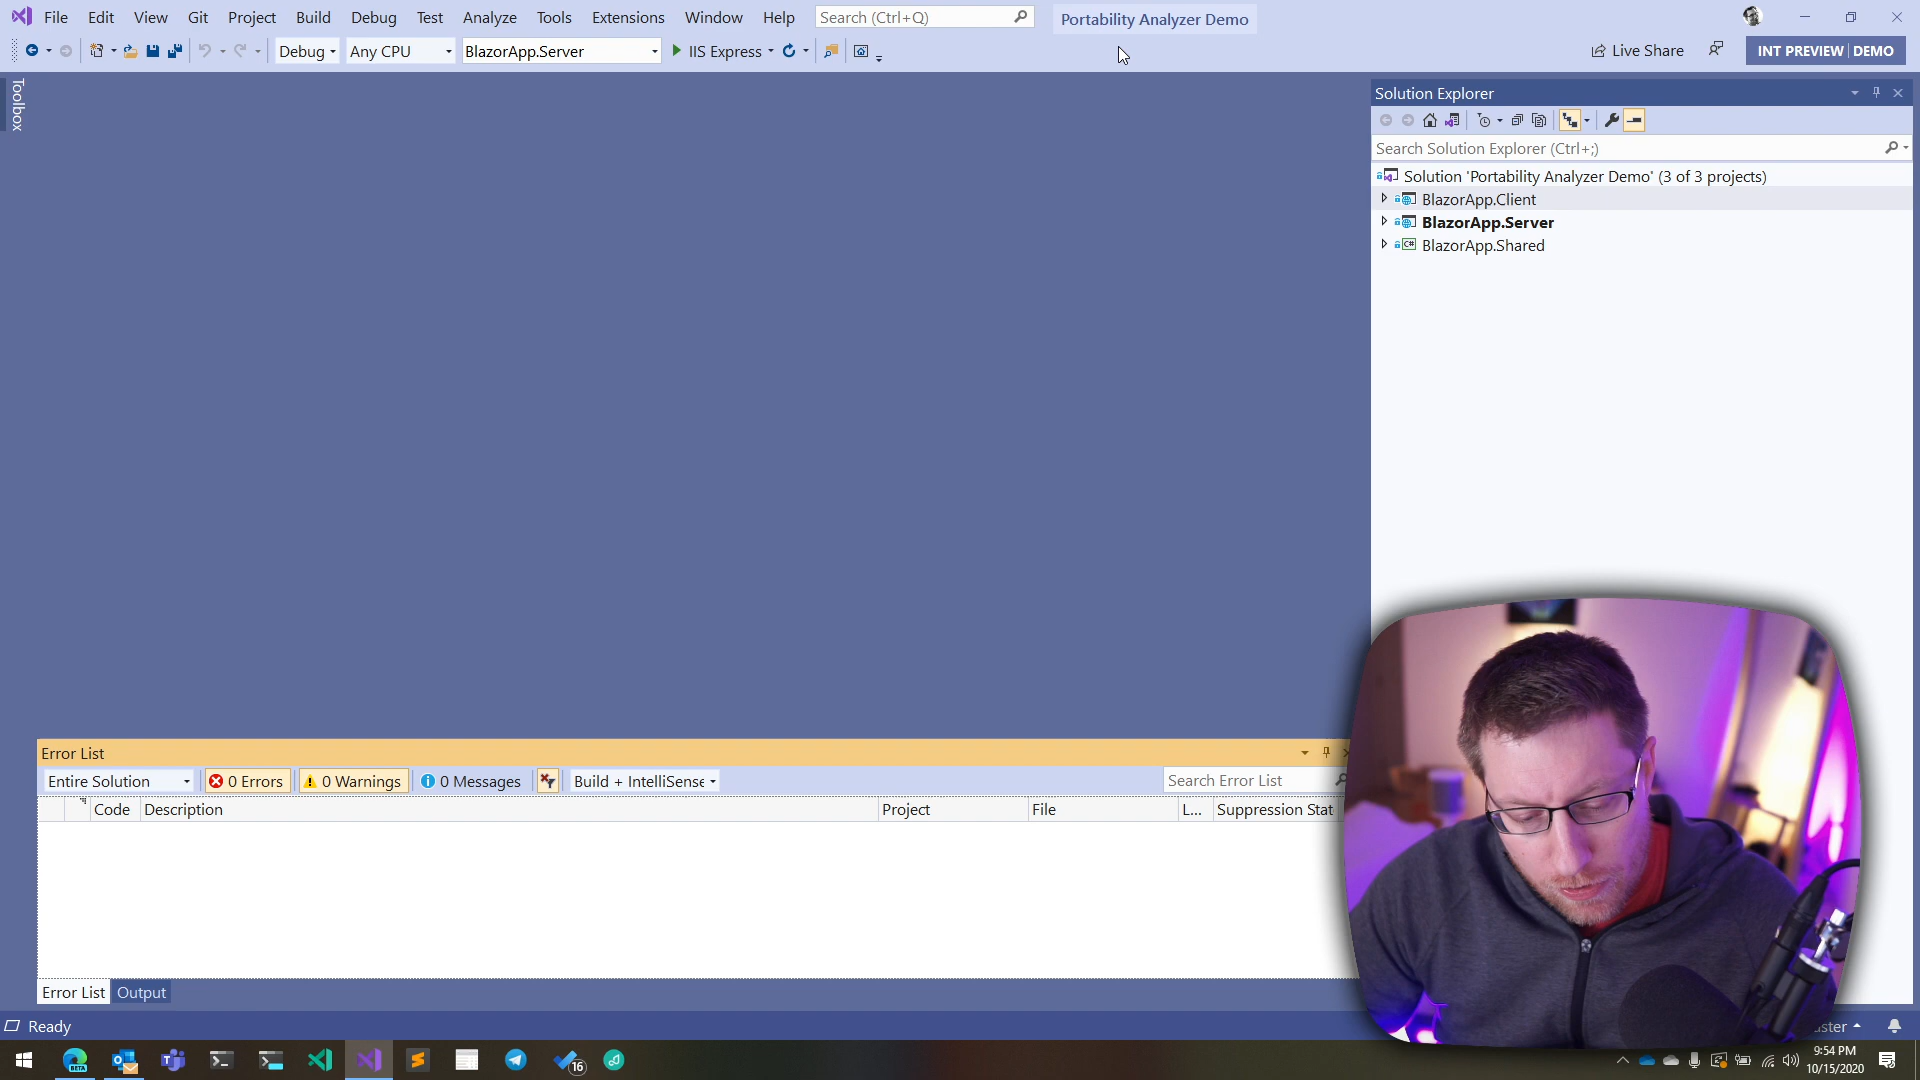 File Edit View Git Project Build Debug Test Analyze Tools Extensions Window Help Search (Ctrl+Q) Portability Analyzer Demo
Debug Any CPU BlazorApp.Server IIS Express Live Share INT PREVIEW DEMO
Toolbox
Solution Explorer
Search Solution Explorer (Ctrl+;)
Solution 'Portability Analyzer Demo' (3 of 3 projects)
BlazorApp.Client
BlazorApp.Server
C# BlazorApp.Shared
Error List
Entire Solution 0 Errors 0 Warnings 0 Messages Build + IntelliSense Search Error List
Code Description Project File L... Suppression Stat
Error List Output
Ready
16
BETA
9:54 PM
10/15/2020